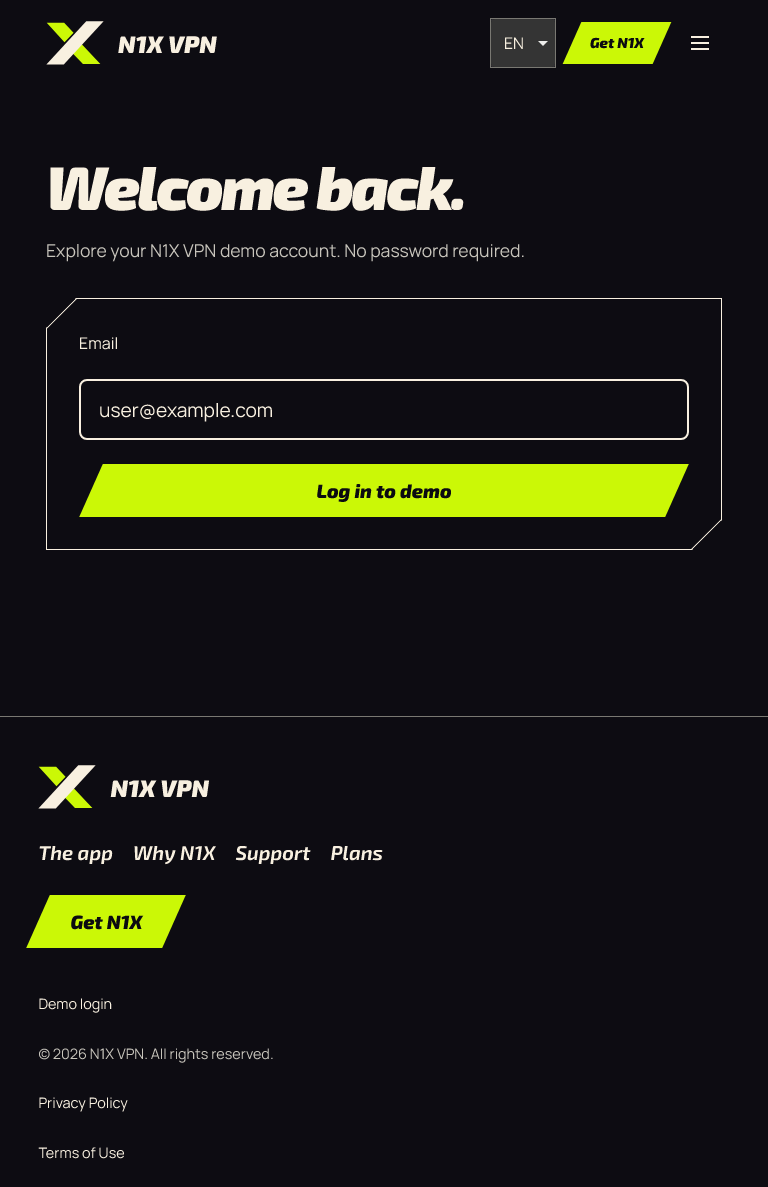 N1X VPN
EN
Get N1X
Welcome back.
Explore your N1X VPN demo account. No password required.
Email
user@example.com
Log in to demo
N1X VPN
The app Why N1X Support Plans
Get N1X
Demo login
© 2026 N1X VPN. All rights reserved.
Privacy Policy
Terms of Use